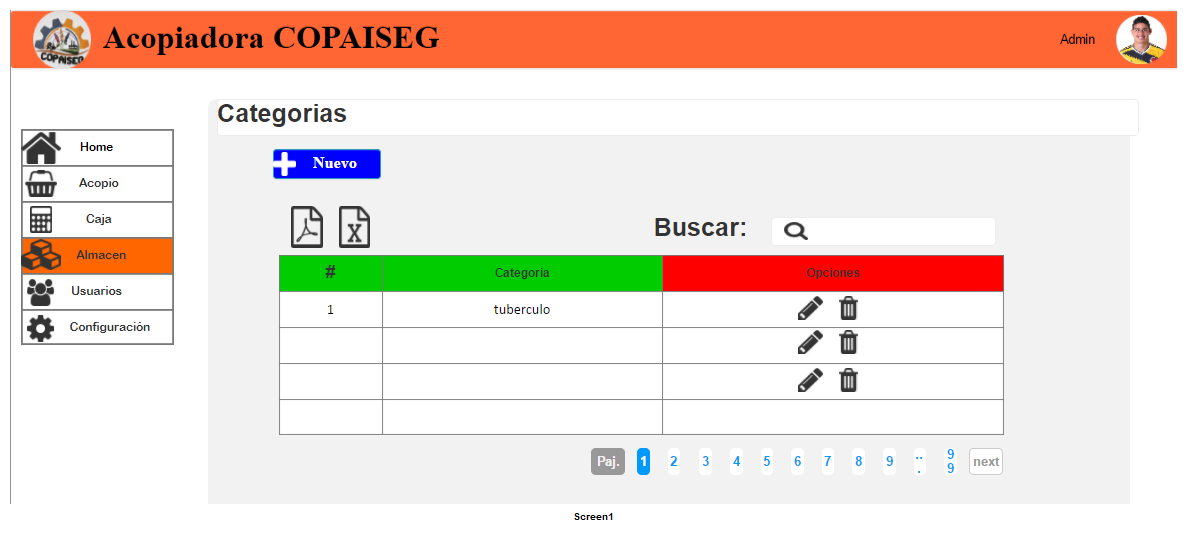 COPAISEG
Acopiadora COPAISEG
Admin
Categorias
Home
Acopio
Caja
Almacen
Usuarios
Configuración
Nuevo
Buscar:
# Categoria Opciones
1 tuberculo
Paj. 1 2 3 4 5 6 7 8 9 ... 99 next
Screen1